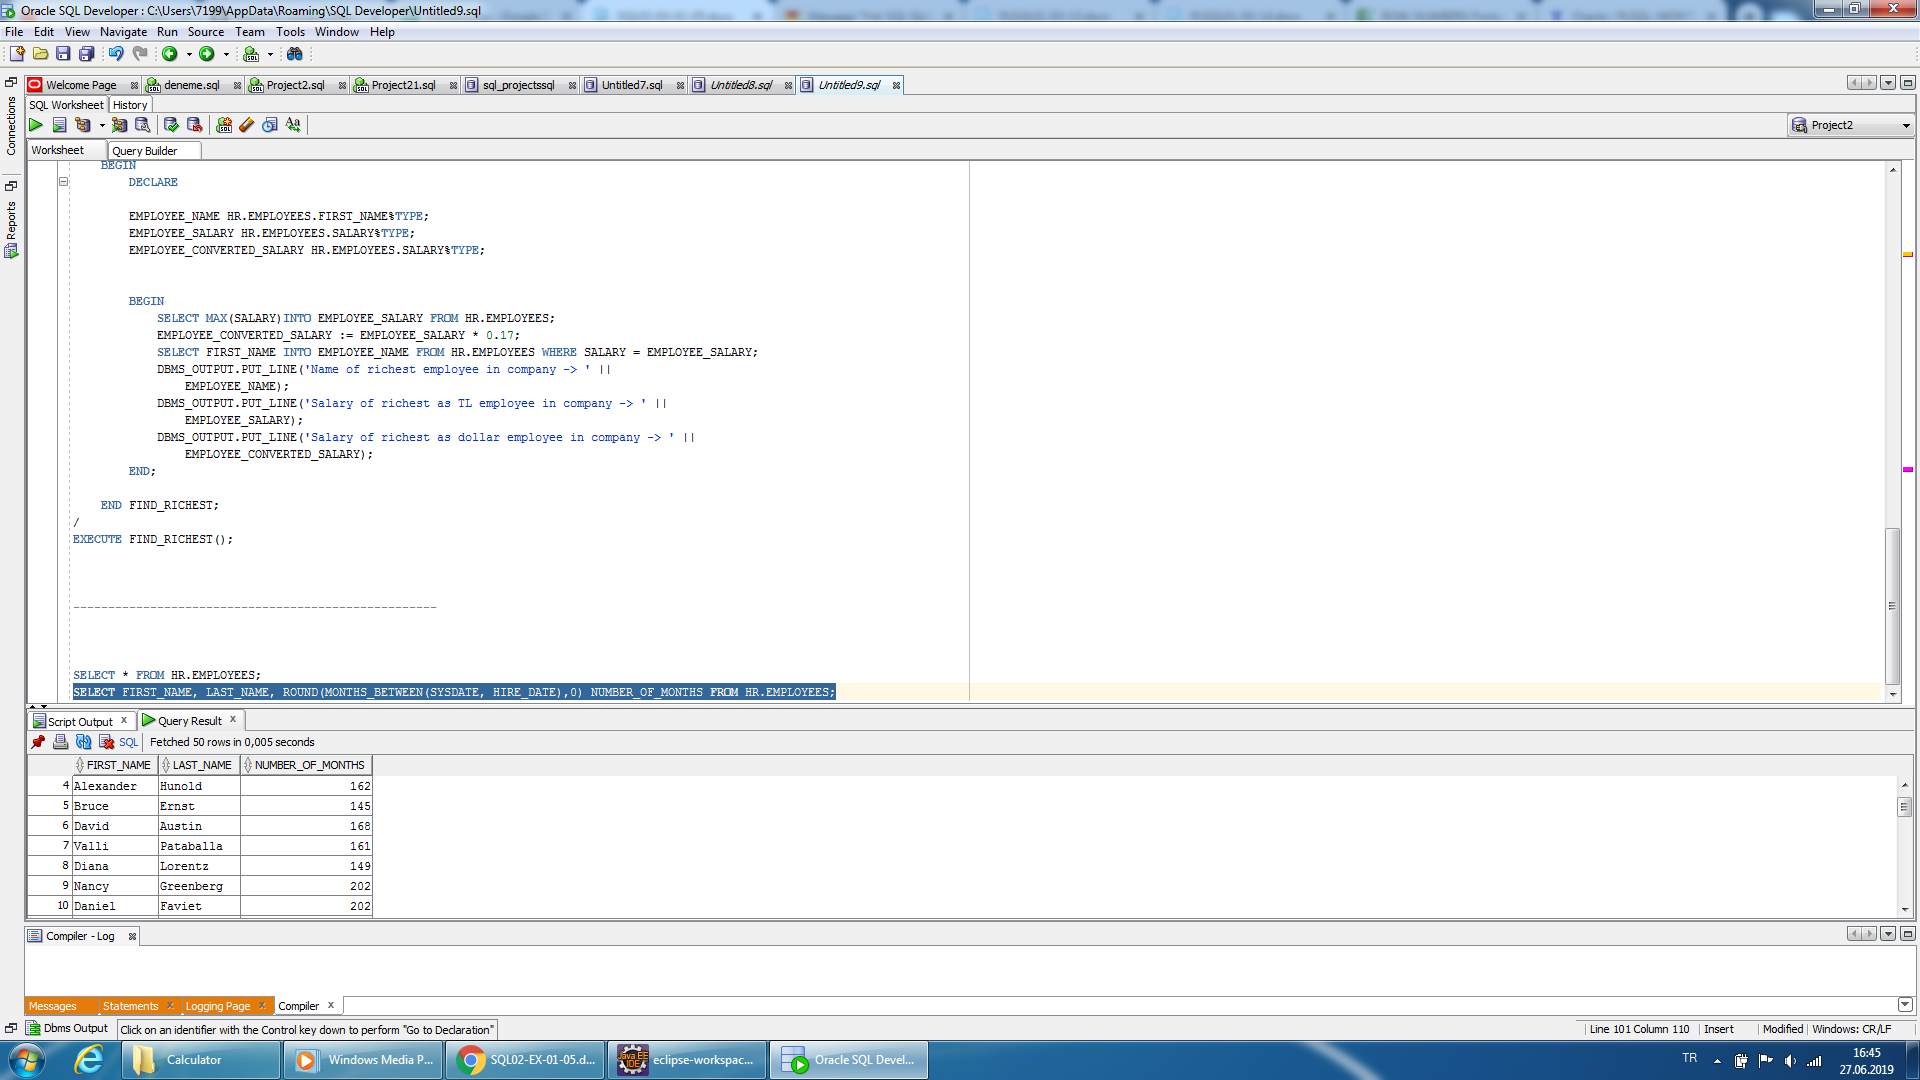 Oracle SQL Developer : C:\Users\7199\AppData\Roaming\SQL Developer\Untitled9.sql
File Edit View Navigate Run Source Team Tools Window Help
Welcome Page deneme.sql Project2.sql Project21.sql sql_projectssql Untitled7.sql Untitled8.sql Untitled9.sql
SQL Worksheet History
Project2
Worksheet Query Builder
Connections
Reports
BEGIN
DECLARE
EMPLOYEE_NAME HR.EMPLOYEES.FIRST_NAME%TYPE;
EMPLOYEE_SALARY HR.EMPLOYEES.SALARY%TYPE;
EMPLOYEE_CONVERTED_SALARY HR.EMPLOYEES.SALARY%TYPE;
BEGIN
SELECT MAX(SALARY)INTO EMPLOYEE_SALARY FROM HR.EMPLOYEES;
EMPLOYEE_CONVERTED_SALARY := EMPLOYEE_SALARY * 0.17;
SELECT FIRST_NAME INTO EMPLOYEE_NAME FROM HR.EMPLOYEES WHERE SALARY = EMPLOYEE_SALARY;
DBMS_OUTPUT.PUT_LINE('Name of richest employee in company -> ' ||
EMPLOYEE_NAME);
DBMS_OUTPUT.PUT_LINE('Salary of richest as TL employee in company -> ' ||
EMPLOYEE_SALARY);
DBMS_OUTPUT.PUT_LINE('Salary of richest as dollar employee in company -> ' ||
EMPLOYEE_CONVERTED_SALARY);
END;
END FIND_RICHEST;
/
EXECUTE FIND_RICHEST();
----------------------------------------------------
SELECT * FROM HR.EMPLOYEES;
SELECT FIRST_NAME, LAST_NAME, ROUND(MONTHS_BETWEEN(SYSDATE, HIRE_DATE),0) NUMBER_OF_MONTHS FROM HR.EMPLOYEES;
Script Output x Query Result x
SQL Fetched 50 rows in 0,005 seconds
FIRST_NAME LAST_NAME NUMBER_OF_MONTHS
4 Alexander Hunold 162
5 Bruce Ernst 145
6 David Austin 168
7 Valli Pataballa 161
8 Diana Lorentz 149
9 Nancy Greenberg 202
10 Daniel Faviet 202
Compiler - Log
Messages Statements x Logging Page x Compiler x
Dbms Output Click on an identifier with the Control key down to perform "Go to Declaration" Line 101 Column 110 Insert Modified Windows: CR/LF
Calculator Windows Media P... SQL02-EX-01-05.d... eclipse-workspac... Oracle SQL Devel... TR 16:45
27.06.2019